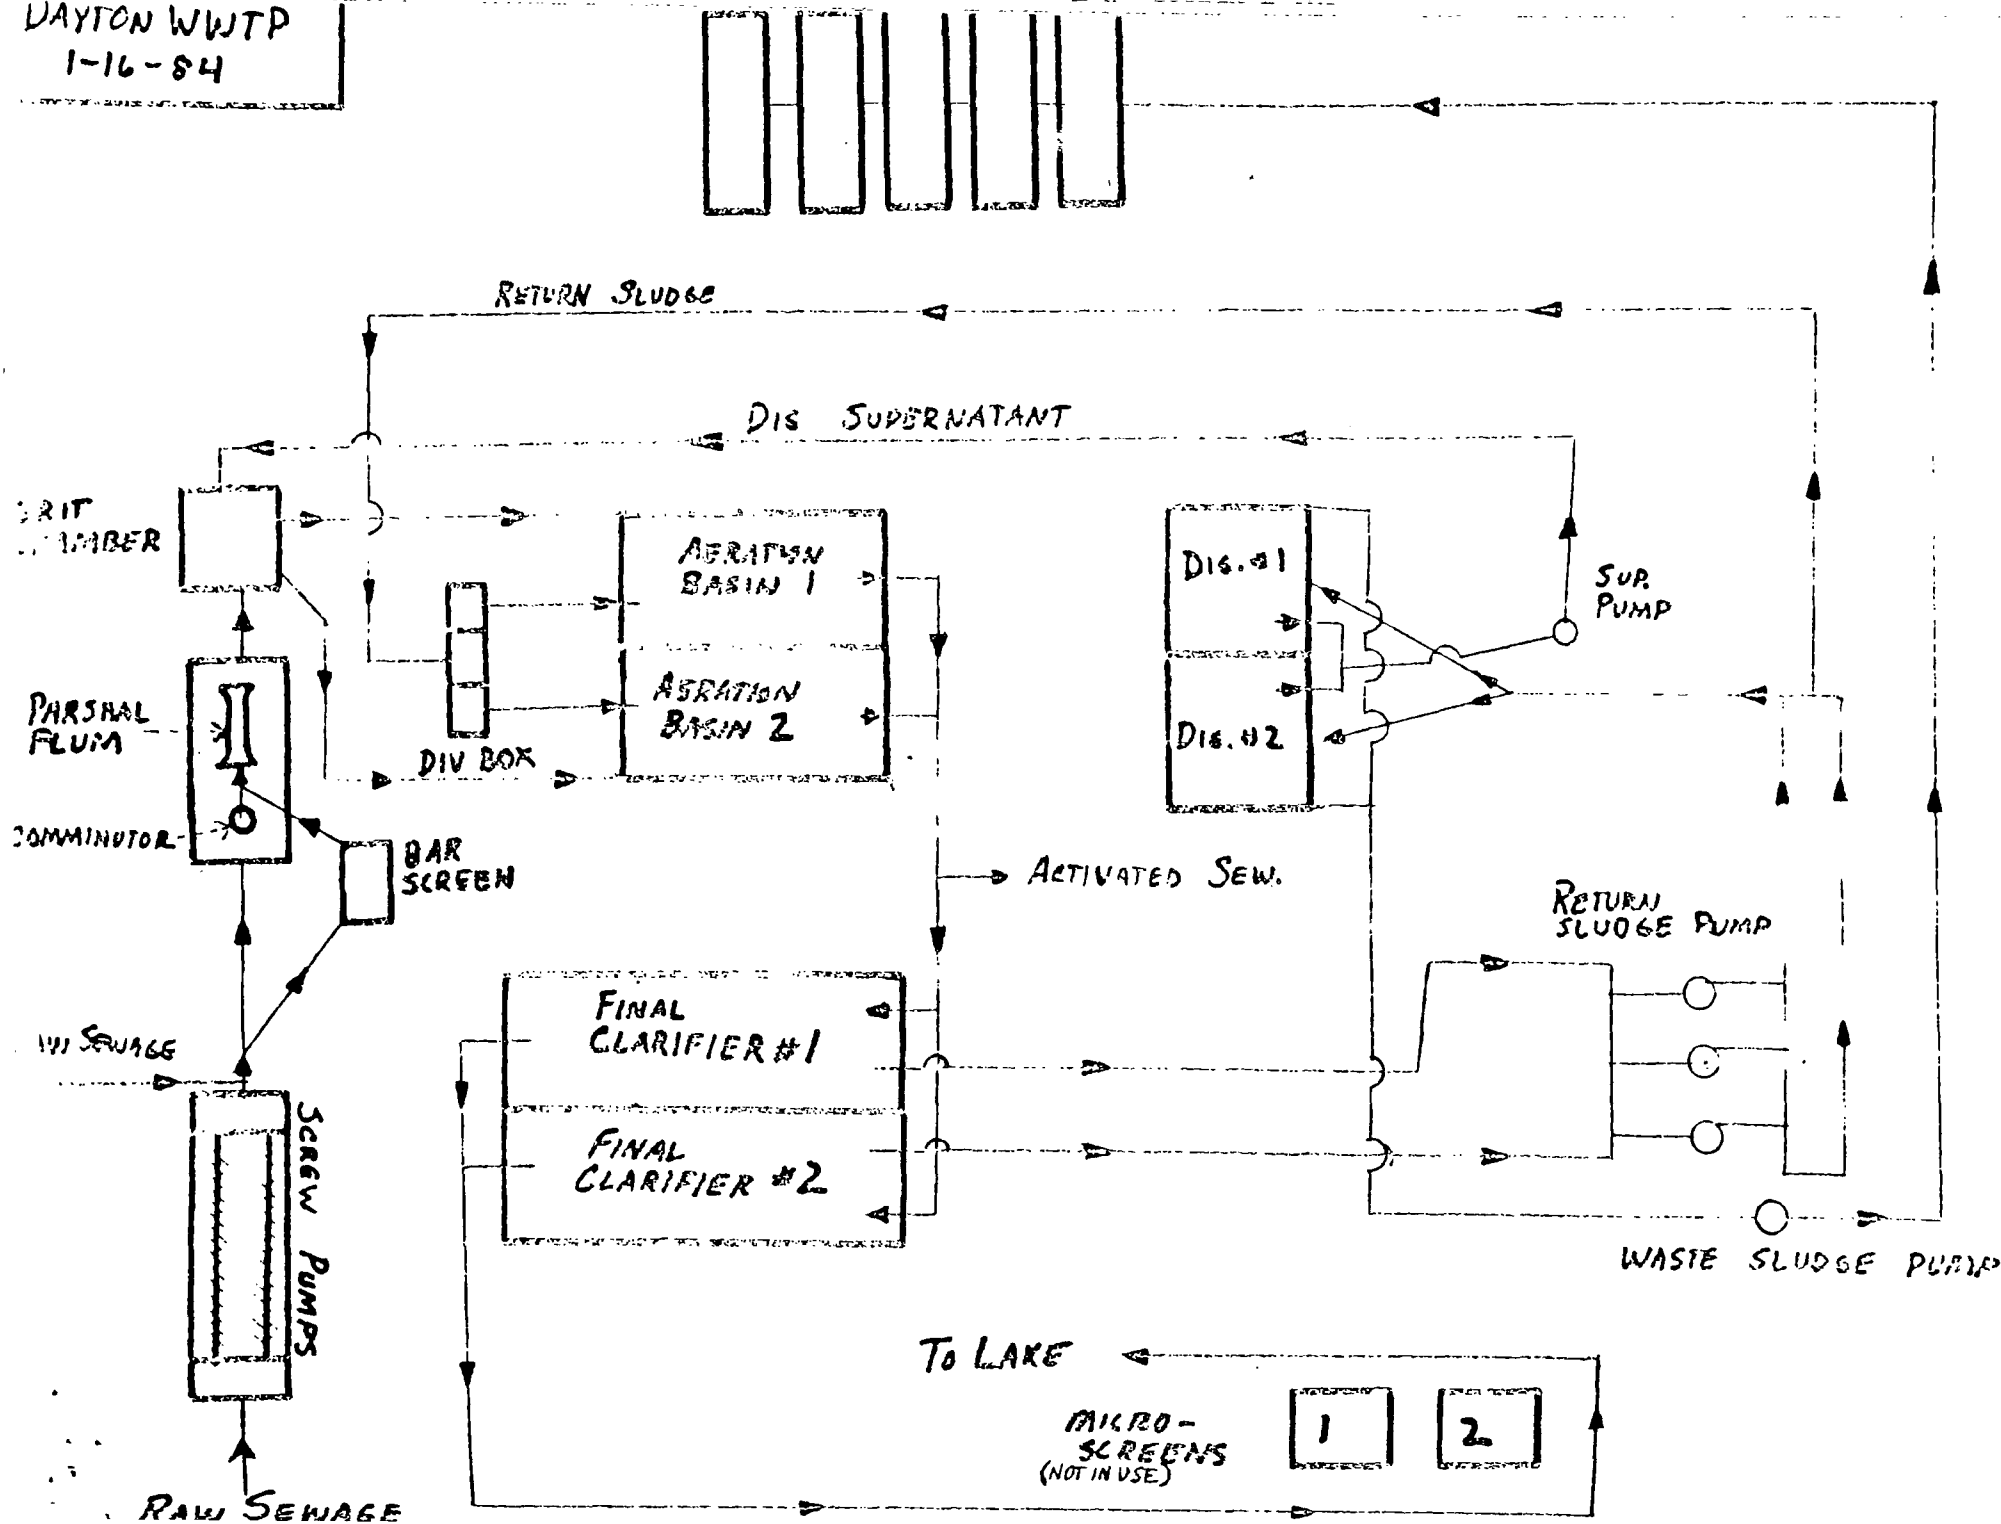 DAYTON WWTP
1-16-84
RETURN SLUDGE
DIS SUPERNATANT
AERATION
BASIN 1
DIS. #1
SUP.
PUMP
PARSHAL
FLUM
AERATION
BASIN 2
DIS. #2
DIV BOX
COMMINUTOR
BAR
SCREEN
ACTIVATED SEW.
RETURN
SLUDGE PUMP
FINAL
CLARIFIER #1
SEWAGE
SCREW PUMPS
FINAL
CLARIFIER #2
WASTE SLUDGE PUMP
TO LAKE
MICRO-
SCREENS
(NOT IN USE)
1
2
RAW SEWAGE